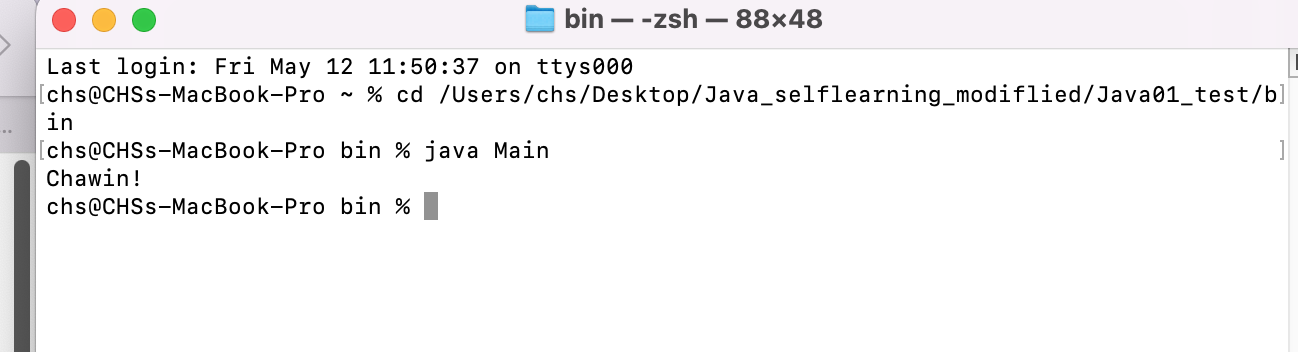 bin — -zsh — 88×48
Last login: Fri May 12 11:50:37 on ttys000
[chs@CHSs-MacBook-Pro ~ % cd /Users/chs/Desktop/Java_selflearning_modiflied/Java01_test/b]
in
[chs@CHSs-MacBook-Pro bin % java Main ]
Chawin!
chs@CHSs-MacBook-Pro bin %